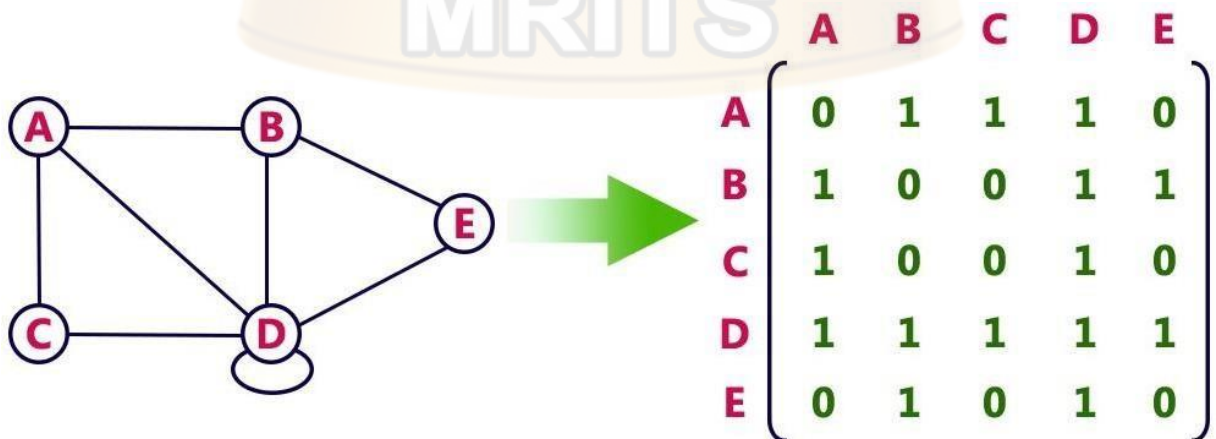 MRITS
A B C D E
A 0 1 1 1 0
B 1 0 0 1 1
C 1 0 0 1 0
D 1 1 1 1 1
E 0 1 0 1 0
A B
E
C D